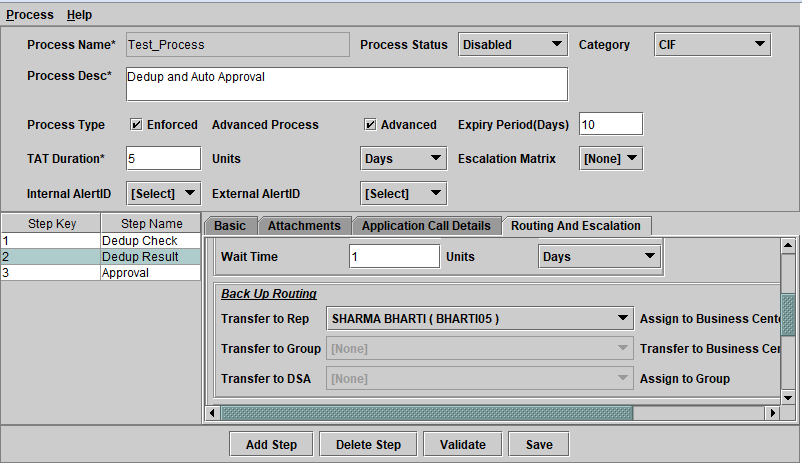 Process Help
Process Name* Test_Process Process Status Disabled Category CIF
Process Desc* Dedup and Auto Approval
Process Type Enforced Advanced Process Advanced Expiry Period(Days) 10
TAT Duration* 5 Units Days Escalation Matrix [None]
Internal AlertID [Select] External AlertID [Select]
Step Key Step Name
1 Dedup Check
2 Dedup Result
3 Approval
Basic Attachments Application Call Details Routing And Escalation
Wait Time 1 Units Days
Back Up Routing
Transfer to Rep SHARMA BHARTI ( BHARTI05 ) Assign to Business Cente
Transfer to Group [None] Transfer to Business Cen
Transfer to DSA [None] Assign to Group
Add Step Delete Step Validate Save